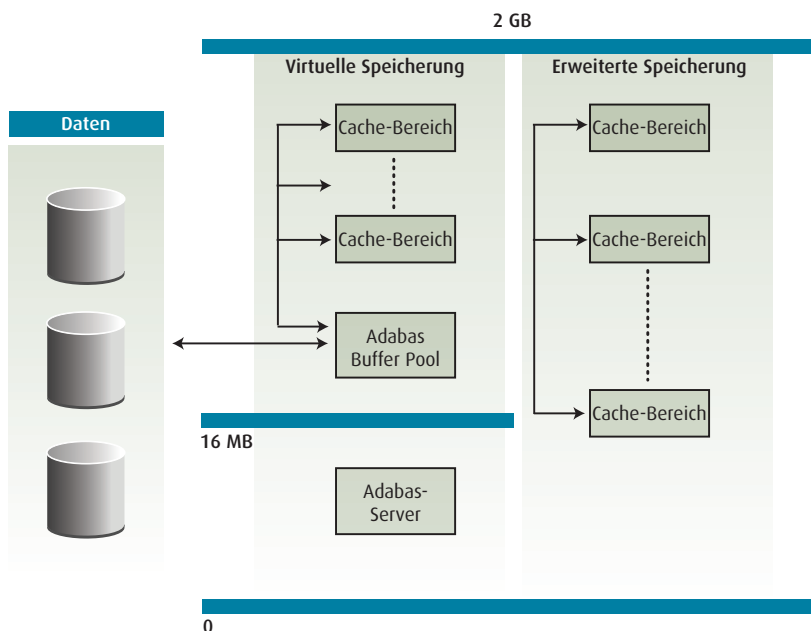 2 GB
Virtuelle Speicherung
Erweiterte Speicherung
Daten
Cache-Bereich
Cache-Bereich
Cache-Bereich
Cache-Bereich
Adabas
Buffer Pool
Cache-Bereich
16 MB
Adabas-
Server
0